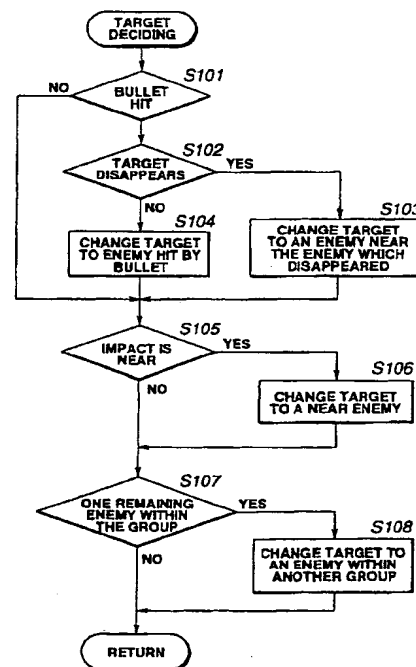 TARGET
DECIDING
S101
NO
BULLET
HIT
S102
TARGET
DISAPPEARS
YES
NO
S104
CHANGE TARGET
TO ENEMY HIT BY
BULLET
S103
CHANGE TARGET
TO AN ENEMY NEAR
THE ENEMY WHICH
DISAPPEARED
S105
IMPACT IS
NEAR
YES
NO
S106
CHANGE TARGET
TO A NEAR ENEMY
S107
ONE REMAINING
ENEMY WITHIN
THE GROUP
YES
NO
S108
CHANGE TARGET TO
AN ENEMY WITHIN
ANOTHER GROUP
RETURN